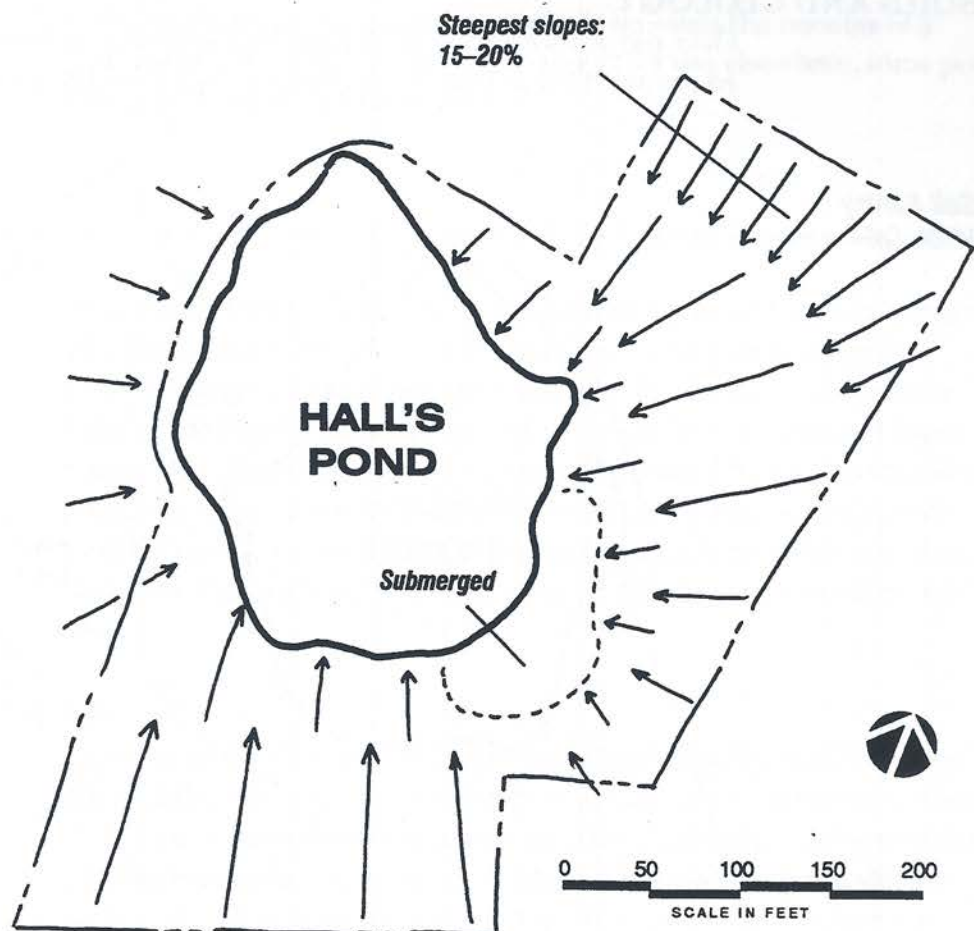 Steepest slopes:
15–20%
HALL'S
POND
Submerged
0 50 100 150 200
SCALE IN FEET